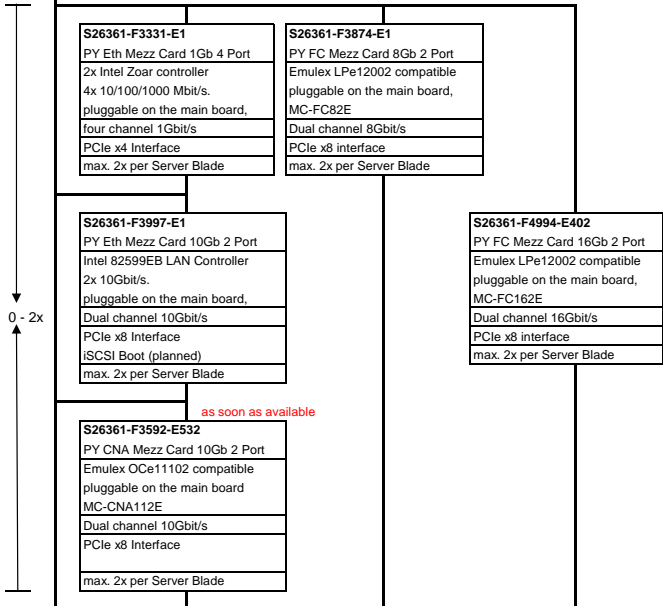 S26361-F3331-E1
PY Eth Mezz Card 1Gb 4 Port
2x Intel Zoar controller
4x 10/100/1000 Mbit/s.
pluggable on the main board,
four channel 1Gbit/s
PCIe x4 Interface
max. 2x per Server Blade
S26361-F3874-E1
PY FC Mezz Card 8Gb 2 Port
Emulex LPe12002 compatible
pluggable on the main board,
MC-FC82E
Dual channel 8Gbit/s
PCIe x8 interface
max. 2x per Server Blade
S26361-F3997-E1
PY Eth Mezz Card 10Gb 2 Port
Intel 82599EB LAN Controller
2x 10Gbit/s.
pluggable on the main board,
Dual channel 10Gbit/s
PCIe x8 Interface
iSCSI Boot (planned)
max. 2x per Server Blade
S26361-F4994-E402
PY FC Mezz Card 16Gb 2 Port
Emulex LPe12002 compatible
pluggable on the main board,
MC-FC162E
Dual channel 16Gbit/s
PCIe x8 interface
max. 2x per Server Blade
0 - 2x
as soon as available
S26361-F3592-E532
PY CNA Mezz Card 10Gb 2 Port
Emulex OCe11102 compatible
pluggable on the main board
MC-CNA112E
Dual channel 10Gbit/s
PCIe x8 Interface
max. 2x per Server Blade